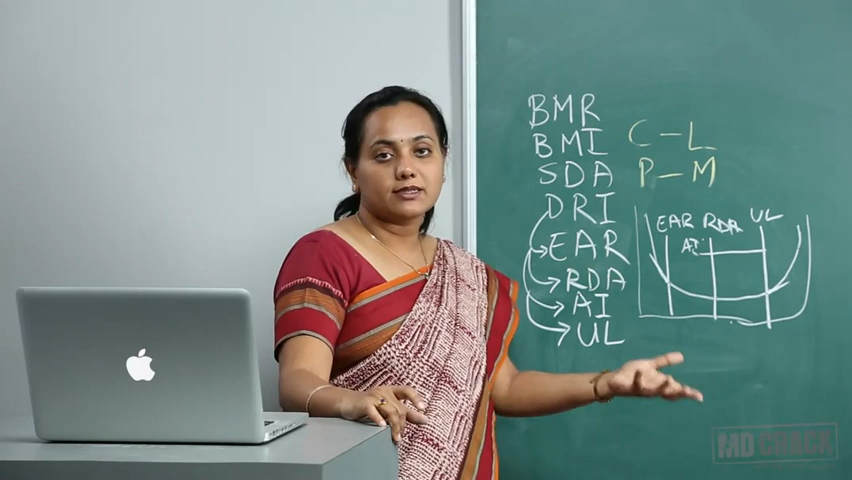 BMR
BMI
SDA
DRI
EAR
RDA
AI
UL
C – L
P – M
EAR RDA UL
AI
MD CRACK